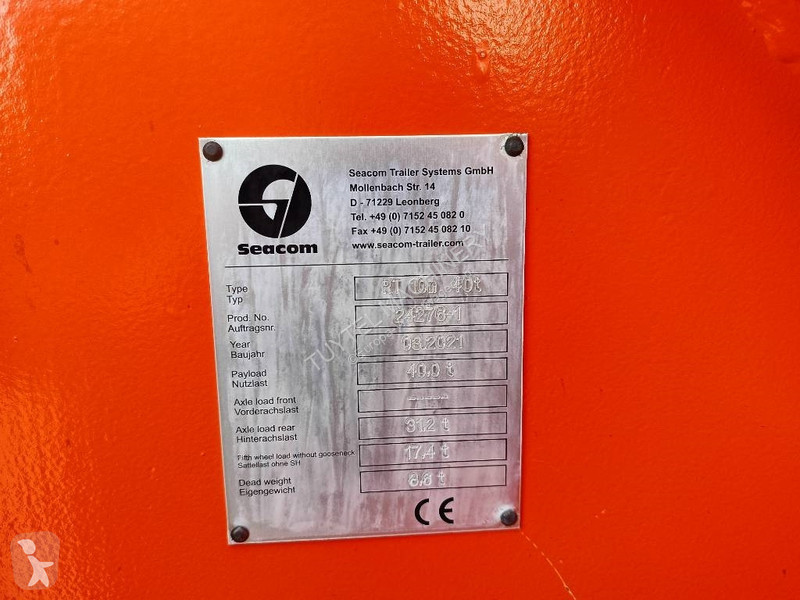 Seacom
Seacom Trailer Systems GmbH
Mollenbach Str. 14
D - 71229 Leonberg
Tel. +49 (0) 7152 45 082 0
Fax +49 (0) 7152 45 082 10
www.seacom-trailer.com
Type RT 40t
Typ
Prod. No. 24276-1
Auftragsnr.
Year 08.2021
Baujahr
Payload 40.0 t
Nutzlast
Axle load front -----
Vorderachslast
Axle load rear 31.2 t
Hinterachslast
Fifth wheel load without gooseneck 17.4 t
Sattellast ohne SH
Dead weight 8.6 t
Eigengewicht
CE
TUYTEL MACHINERY